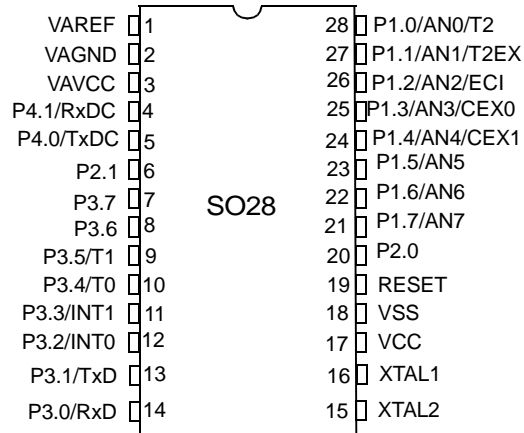 VAREF 1 28 P1.0/AN0/T2
VAGND 2 27 P1.1/AN1/T2EX
VAVCC 3 26 P1.2/AN2/ECI
P4.1/RxDC 4 25 P1.3/AN3/CEX0
P4.0/TxDC 5 24 P1.4/AN4/CEX1
P2.1 6 23 P1.5/AN5
P3.7 7 22 P1.6/AN6
SO28
P3.6 8 21 P1.7/AN7
P3.5/T1 9 20 P2.0
P3.4/T0 10 19 RESET
P3.3/INT1 11 18 VSS
P3.2/INT0 12 17 VCC
P3.1/TxD 13 16 XTAL1
P3.0/RxD 14 15 XTAL2